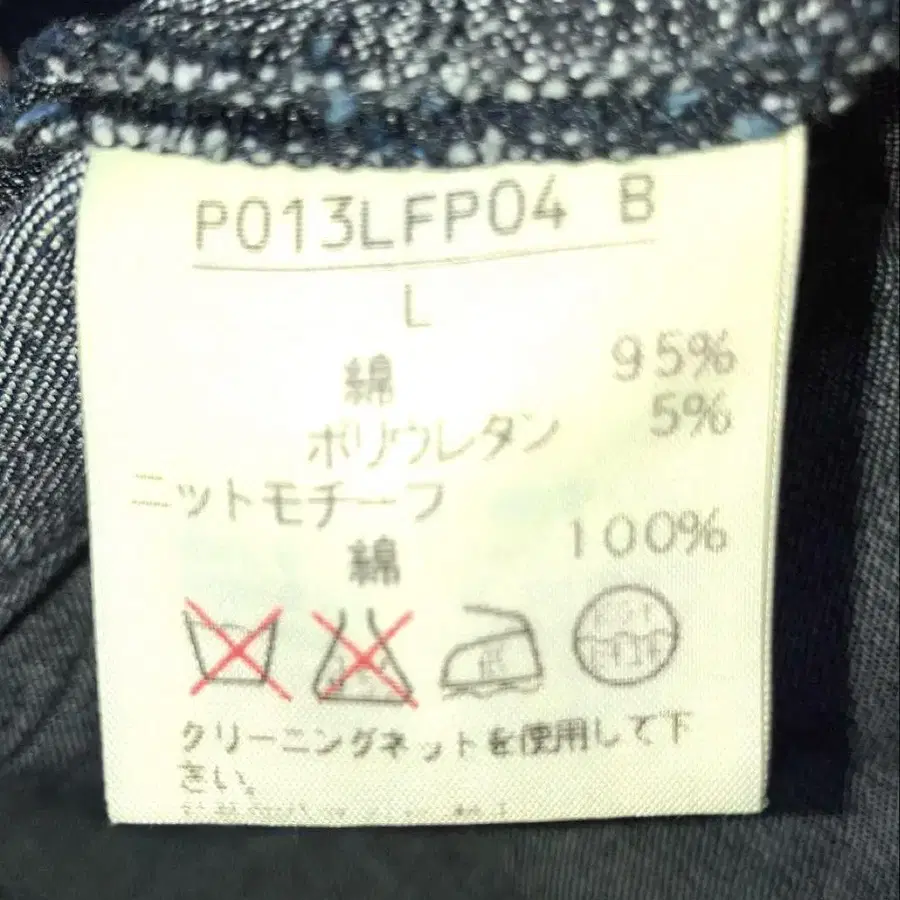 P013LFP04 B
L
綿 95%
ポリウレタン 5%
ニットモチーフ
綿 100%
クリーニングネットを使用して下
さい。